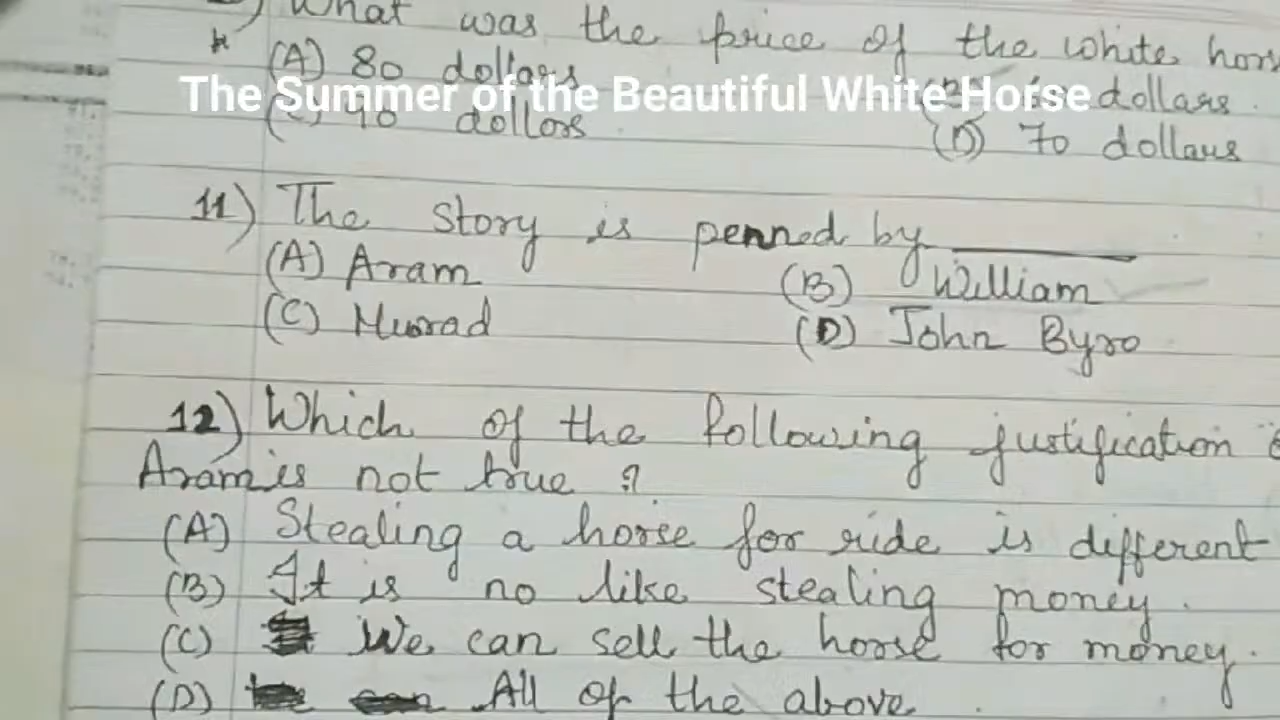 What was the price of the white hors
(A) 80 dollars
dollars.
The Summer of the Beautiful White Horse
dollors
(D) 70 dollars
11) The story is penned by ______
(A) Aram
(B) William
(C) Murad
(D) John Byro
12) Which of the following justification
Aram is not true ?
(A) Stealing a horse for ride is different
(B) It is no like stealing money.
(C) We can sell the horse for money.
(D) All of the above